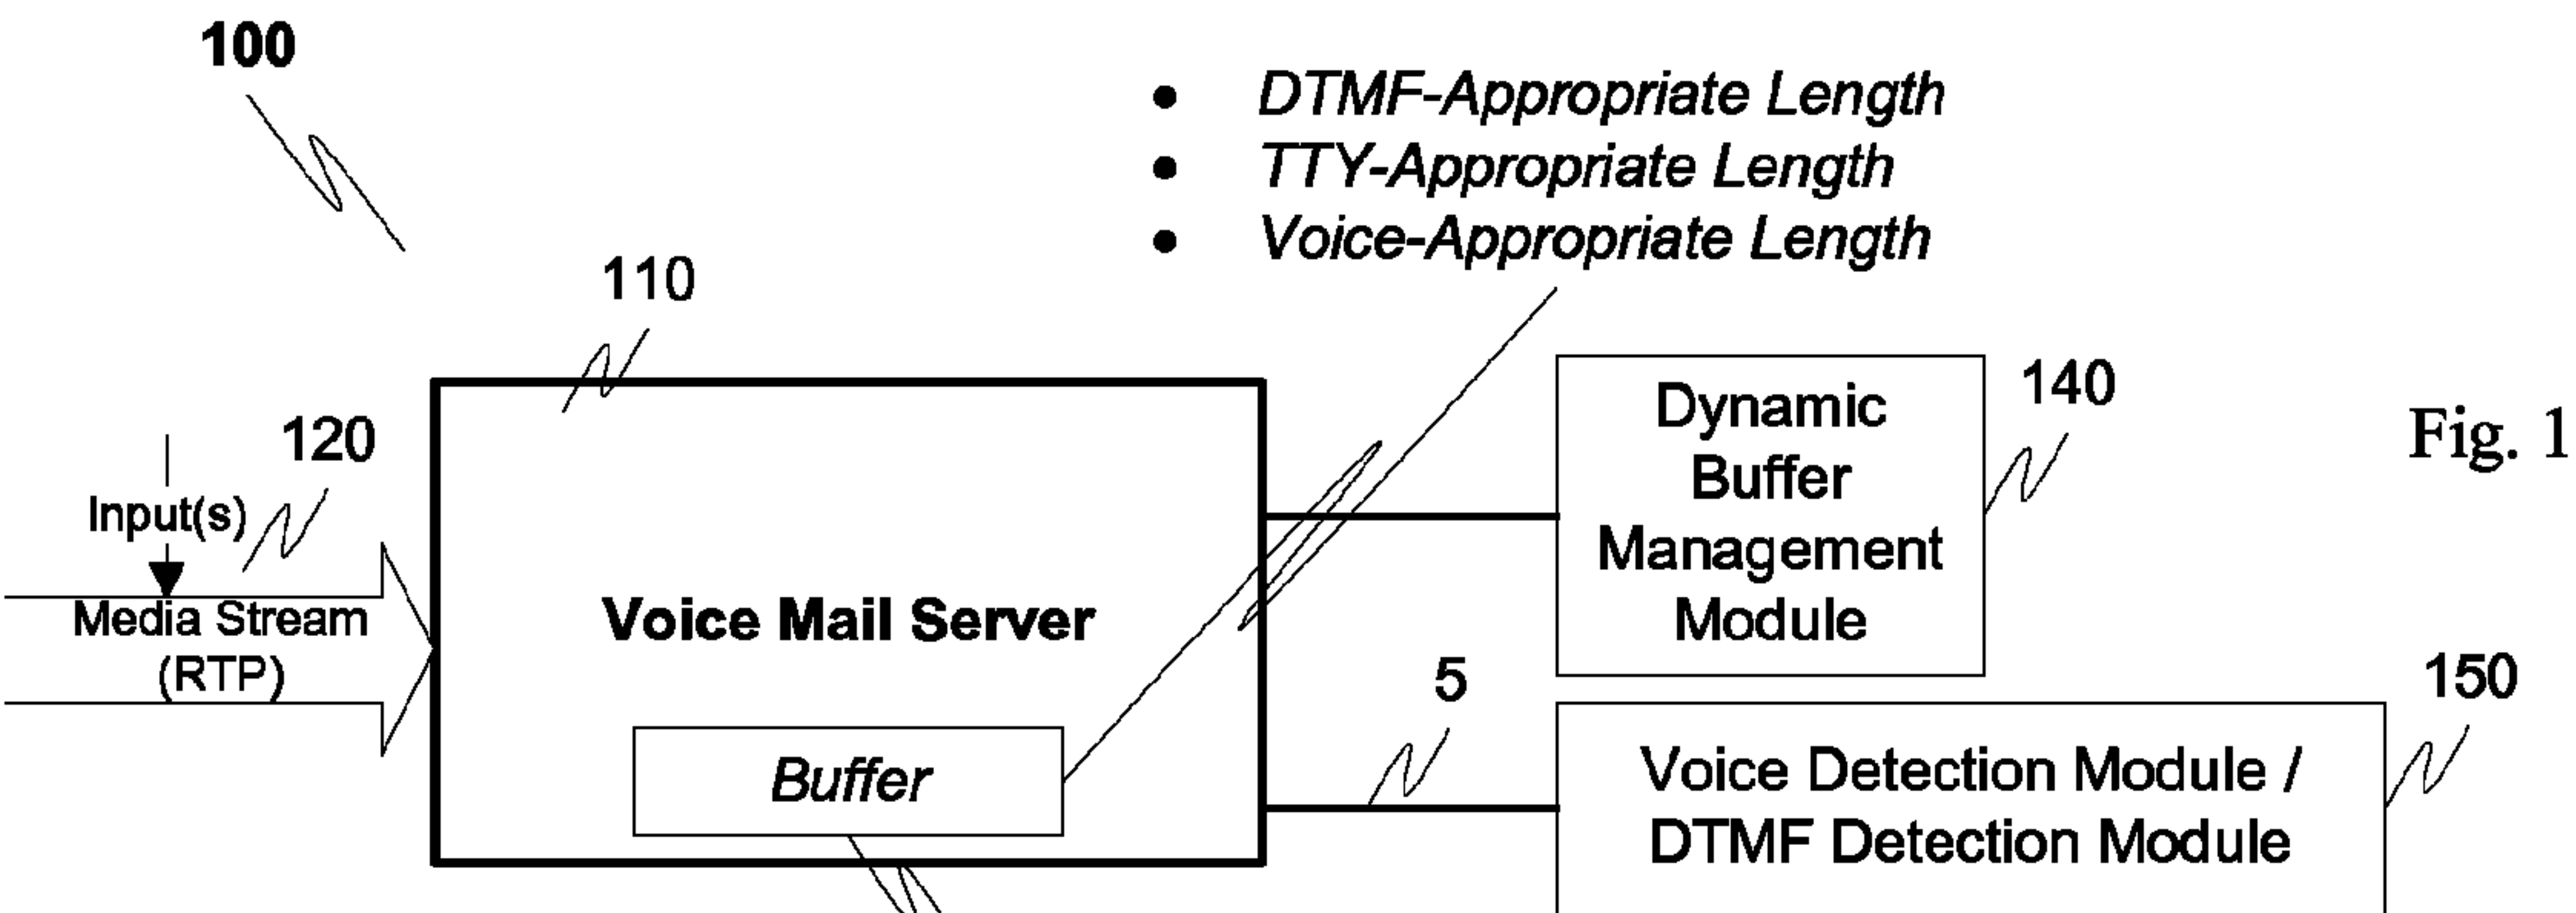 100
• DTMF-Appropriate Length
• TTY-Appropriate Length
• Voice-Appropriate Length
110
120
Input(s)
Media Stream
(RTP)
Voice Mail Server
Buffer
Dynamic
Buffer
Management
Module
140
Fig. 1
5
150
Voice Detection Module /
DTMF Detection Module